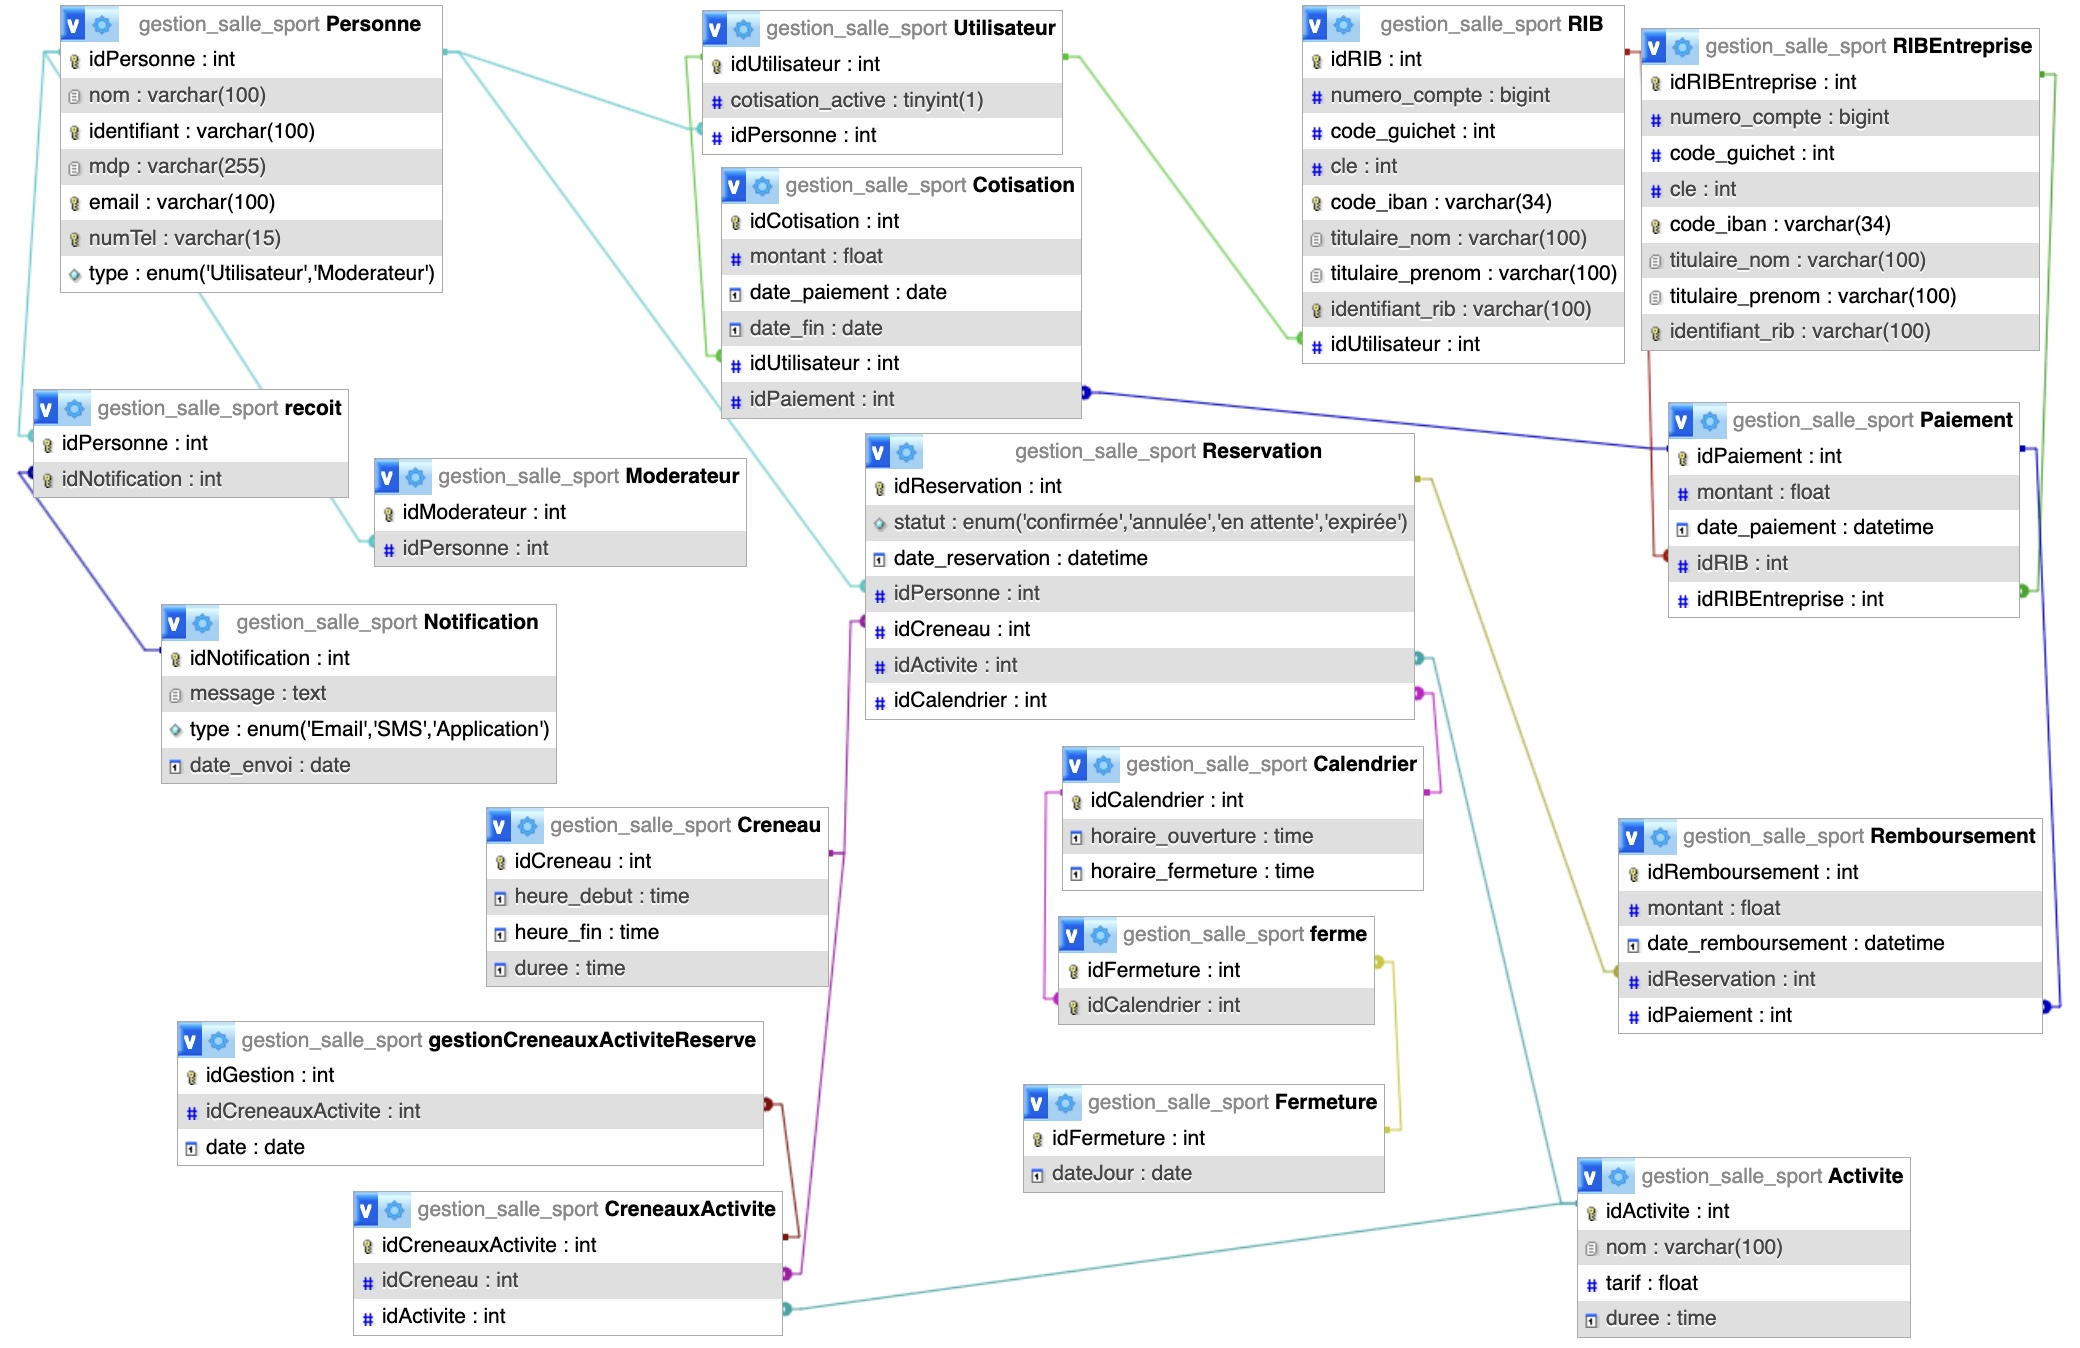 gestion_salle_sport Personne
idPersonne : int
nom : varchar(100)
identifiant : varchar(100)
mdp : varchar(255)
email : varchar(100)
numTel : varchar(15)
type : enum('Utilisateur','Moderateur')
gestion_salle_sport Utilisateur
idUtilisateur : int
cotisation_active : tinyint(1)
idPersonne : int
gestion_salle_sport Cotisation
idCotisation : int
montant : float
date_paiement : date
date_fin : date
idUtilisateur : int
idPaiement : int
gestion_salle_sport RIB
idRIB : int
numero_compte : bigint
code_guichet : int
cle : int
code_iban : varchar(34)
titulaire_nom : varchar(100)
titulaire_prenom : varchar(100)
identifiant_rib : varchar(100)
idUtilisateur : int
gestion_salle_sport RIBEntreprise
idRIBEntreprise : int
numero_compte : bigint
code_guichet : int
cle : int
code_iban : varchar(34)
titulaire_nom : varchar(100)
titulaire_prenom : varchar(100)
identifiant_rib : varchar(100)
gestion_salle_sport recoit
idPersonne : int
idNotification : int
gestion_salle_sport Moderateur
idModerateur : int
idPersonne : int
gestion_salle_sport Reservation
idReservation : int
statut : enum('confirmée','annulée','en attente','expirée')
date_reservation : datetime
idPersonne : int
idCreneau : int
idActivite : int
idCalendrier : int
gestion_salle_sport Paiement
idPaiement : int
montant : float
date_paiement : datetime
idRIB : int
idRIBEntreprise : int
gestion_salle_sport Notification
idNotification : int
message : text
type : enum('Email','SMS','Application')
date_envoi : date
gestion_salle_sport Calendrier
idCalendrier : int
horaire_ouverture : time
horaire_fermeture : time
gestion_salle_sport Creneau
idCreneau : int
heure_debut : time
heure_fin : time
duree : time
gestion_salle_sport Remboursement
idRemboursement : int
montant : float
date_remboursement : datetime
idReservation : int
idPaiement : int
gestion_salle_sport ferme
idFermeture : int
idCalendrier : int
gestion_salle_sport gestionCreneauxActiviteReserve
idGestion : int
idCreneauxActivite : int
date : date
gestion_salle_sport Fermeture
idFermeture : int
dateJour : date
gestion_salle_sport CreneauxActivite
idCreneauxActivite : int
idCreneau : int
idActivite : int
gestion_salle_sport Activite
idActivite : int
nom : varchar(100)
tarif : float
duree : time